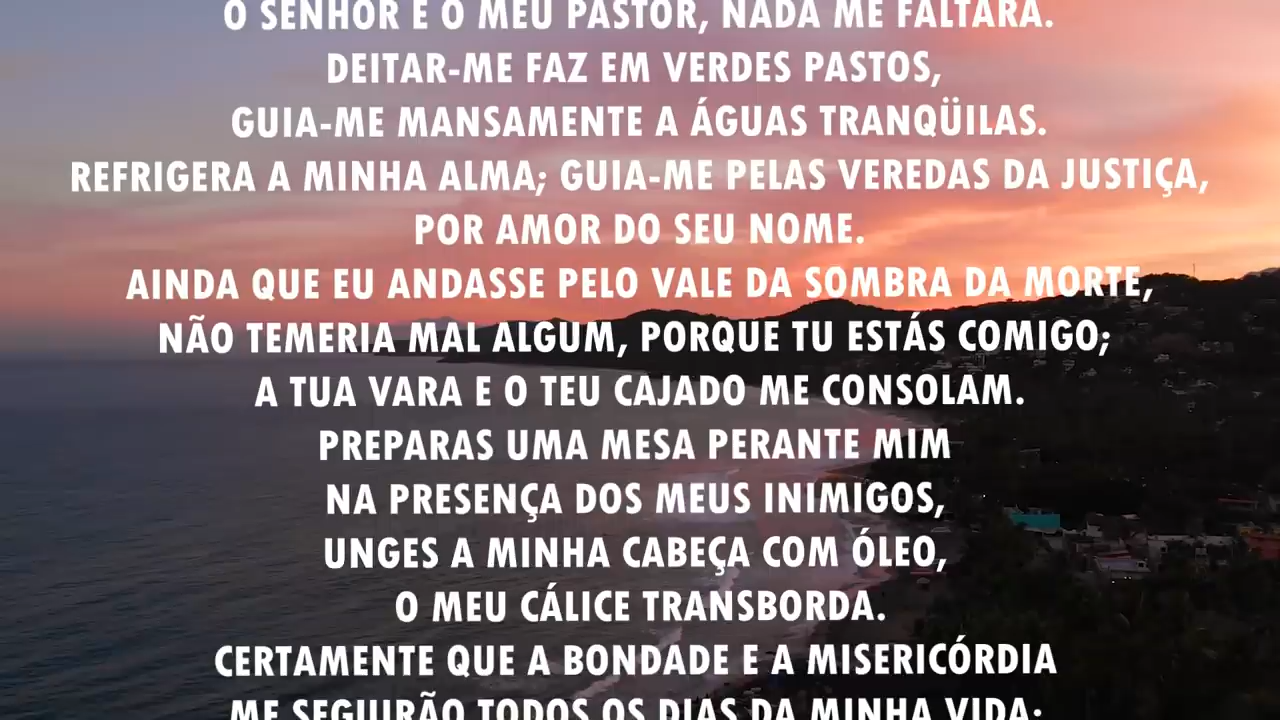 O SENHOR É O MEU PASTOR, NADA ME FALTARÁ.
DEITAR-ME FAZ EM VERDES PASTOS,
GUIA-ME MANSAMENTE A ÁGUAS TRANQÜILAS.
REFRIGERA A MINHA ALMA; GUIA-ME PELAS VEREDAS DA JUSTIÇA,
POR AMOR DO SEU NOME.
AINDA QUE EU ANDASSE PELO VALE DA SOMBRA DA MORTE,
NÃO TEMERIA MAL ALGUM, PORQUE TU ESTÁS COMIGO;
A TUA VARA E O TEU CAJADO ME CONSOLAM.
PREPARAS UMA MESA PERANTE MIM
NA PRESENÇA DOS MEUS INIMIGOS,
UNGES A MINHA CABEÇA COM ÓLEO,
O MEU CÁLICE TRANSBORDA.
CERTAMENTE QUE A BONDADE E A MISERICÓRDIA
ME SEGUIRÃO TODOS OS DIAS DA MINHA VIDA;